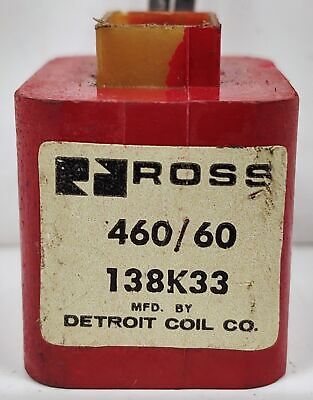 ROSS
460/60
138K33
MFD. BY
DETROIT COIL CO.